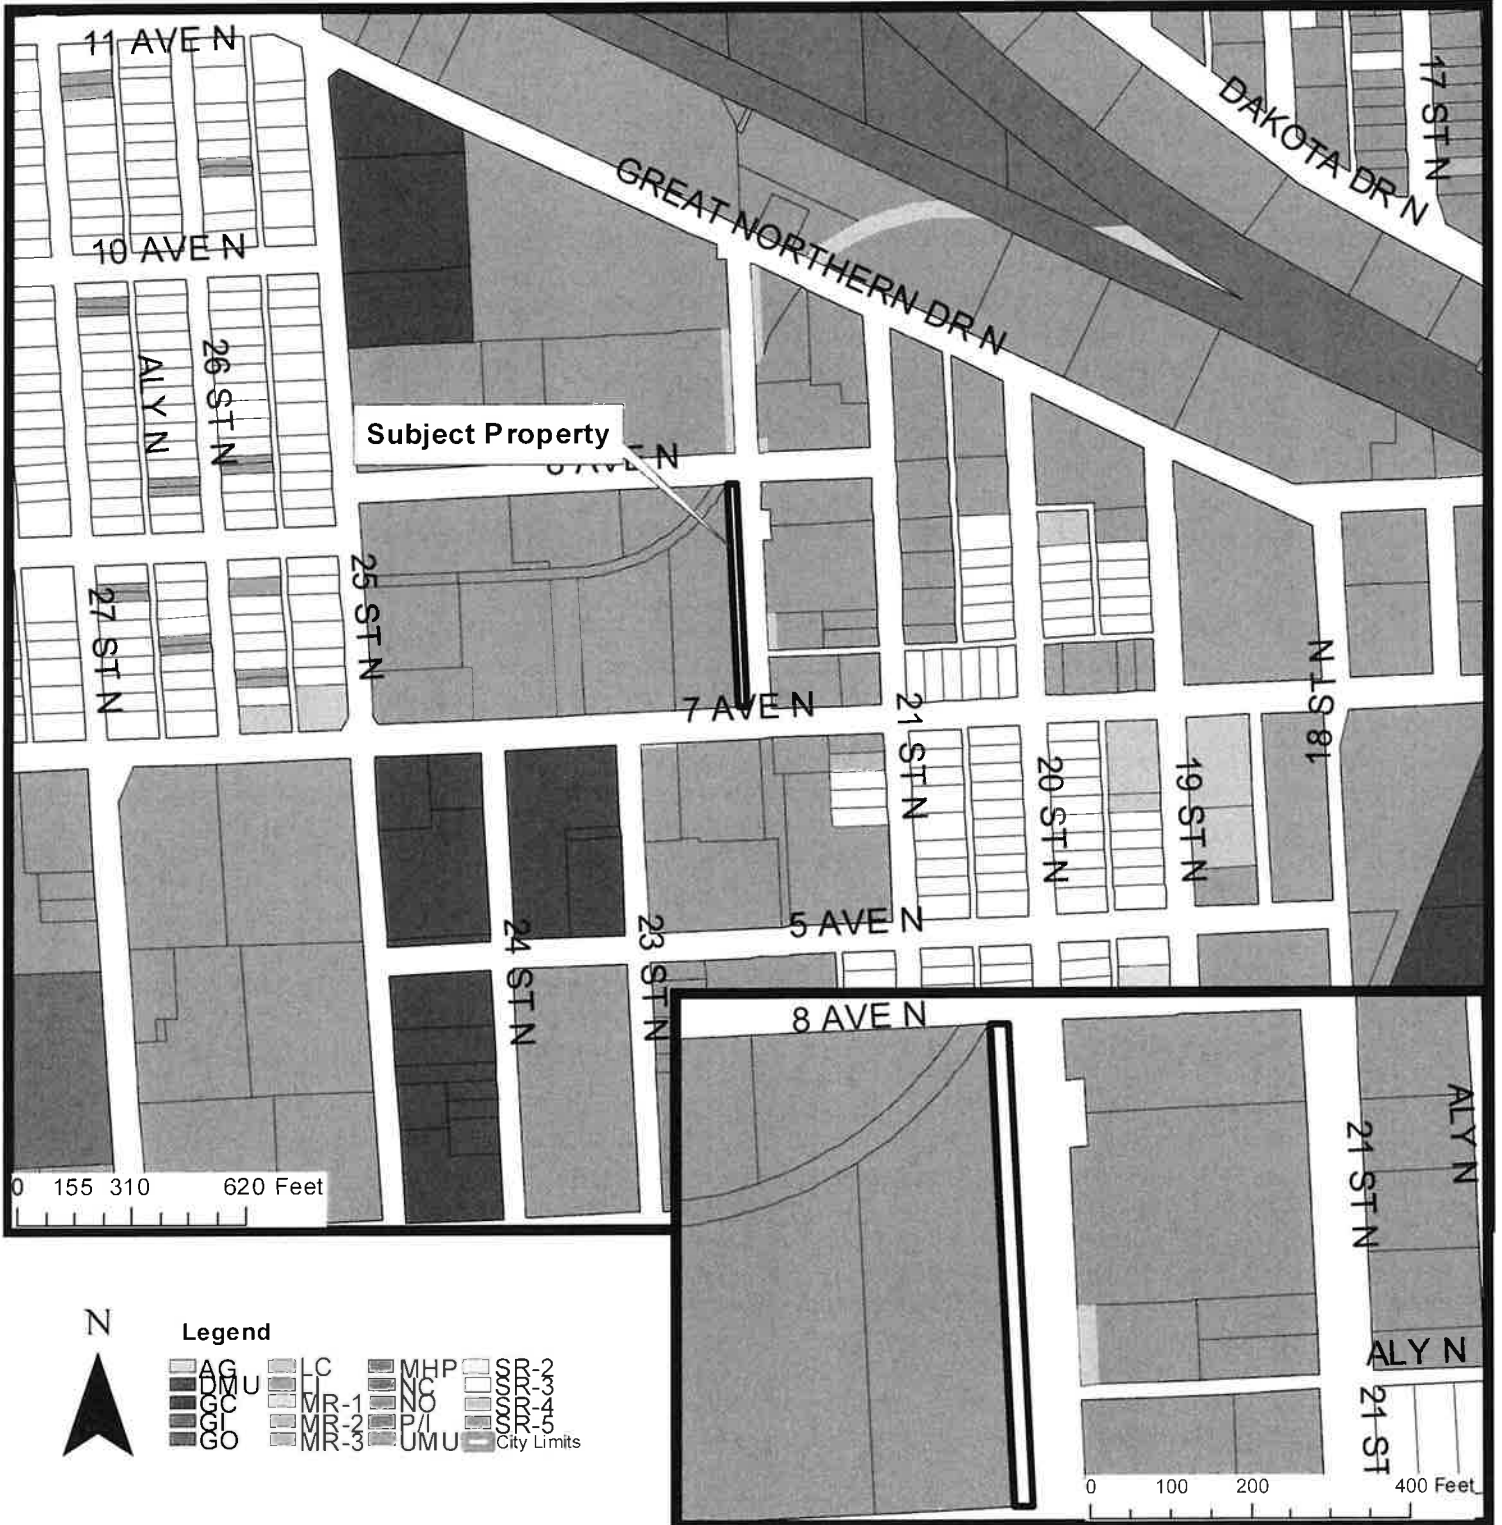 11 AVE N
17 ST N
DAKOTA DR N
GREAT NORTHERN DR N
10 AVE N
26 ST N
ALY N
Subject Property
AVE N
25 ST N
27 ST N
18 ST N
7 AVE N
21 ST N
20 ST N
19 ST N
5 AVE N
24 ST N
23 ST N
8 AVE N
ALY N
21 ST N
ALY N
21 ST
0 155 310 620 Feet
0 100 200 400 Feet
N
Legend
AG LC MHP SR-2
DMU LI NC SR-3
GC MR-1 NO SR-4
GI MR-2 P/I SR-5
GO MR-3 UMU City Limits